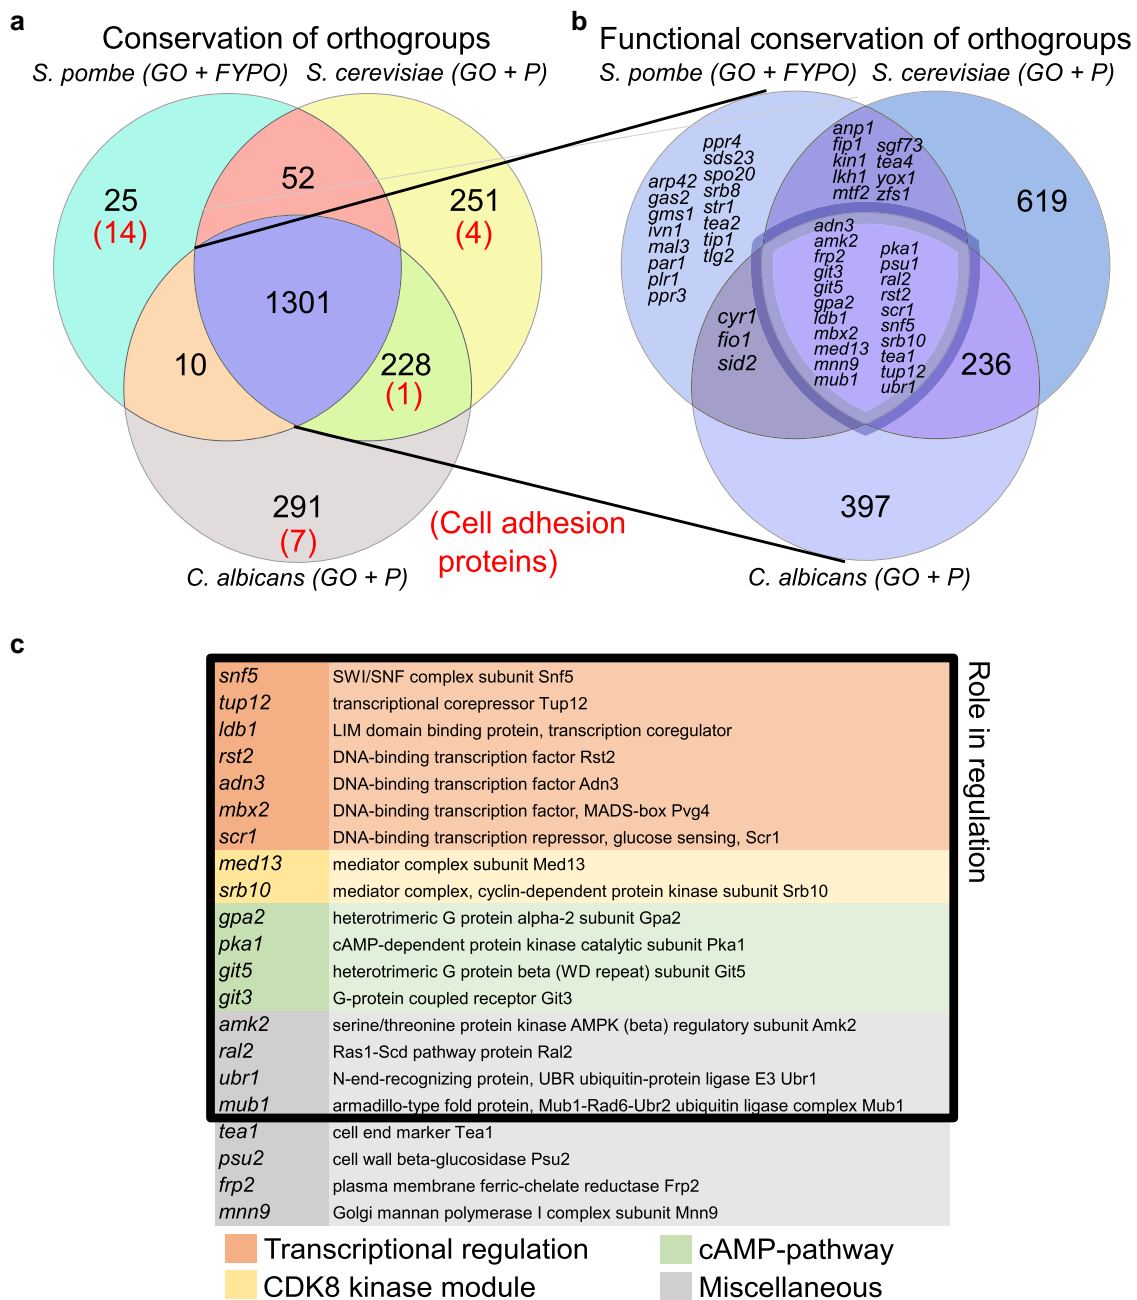 a
Conservation of orthogroups
S. pombe (GO + FYPO)
S. cerevisiae (GO + P)
25
(14)
52
251
(4)
1301
10
228
(1)
291
(7)
(Cell adhesion
proteins)
C. albicans (GO + P)
b
Functional conservation of orthogroups
S. pombe (GO + FYPO)
S. cerevisiae (GO + P)
arp42
gas2
gms1
ivn1
mal3
par1
plr1
ppr3
ppr4
sds23
spo20
srb8
str1
tea2
tip1
tlg2
anp1
fip1
kin1
lkh1
mtf2
sgf73
tea4
yox1
zfs1
619
cyr1
fio1
sid2
adn3
amk2
frp2
git3
git5
gpa2
ldb1
mbx2
med13
mnn9
mub1
pka1
psu1
ral2
rst2
scr1
snf5
srb10
tea1
tup12
ubr1
236
397
C. albicans (GO + P)
c
snf5 SWI/SNF complex subunit Snf5
tup12 transcriptional corepressor Tup12
ldb1 LIM domain binding protein, transcription coregulator
rst2 DNA-binding transcription factor Rst2
adn3 DNA-binding transcription factor Adn3
mbx2 DNA-binding transcription factor, MADS-box Pvg4
scr1 DNA-binding transcription repressor, glucose sensing, Scr1
med13 mediator complex subunit Med13
srb10 mediator complex, cyclin-dependent protein kinase subunit Srb10
gpa2 heterotrimeric G protein alpha-2 subunit Gpa2
pka1 cAMP-dependent protein kinase catalytic subunit Pka1
git5 heterotrimeric G protein beta (WD repeat) subunit Git5
git3 G-protein coupled receptor Git3
amk2 serine/threonine protein kinase AMPK (beta) regulatory subunit Amk2
ral2 Ras1-Scd pathway protein Ral2
ubr1 N-end-recognizing protein, UBR ubiquitin-protein ligase E3 Ubr1
mub1 armadillo-type fold protein, Mub1-Rad6-Ubr2 ubiquitin ligase complex Mub1
tea1 cell end marker Tea1
psu2 cell wall beta-glucosidase Psu2
frp2 plasma membrane ferric-chelate reductase Frp2
mnn9 Golgi mannan polymerase I complex subunit Mnn9
Role in regulation
Transcriptional regulation
CDK8 kinase module
cAMP-pathway
Miscellaneous